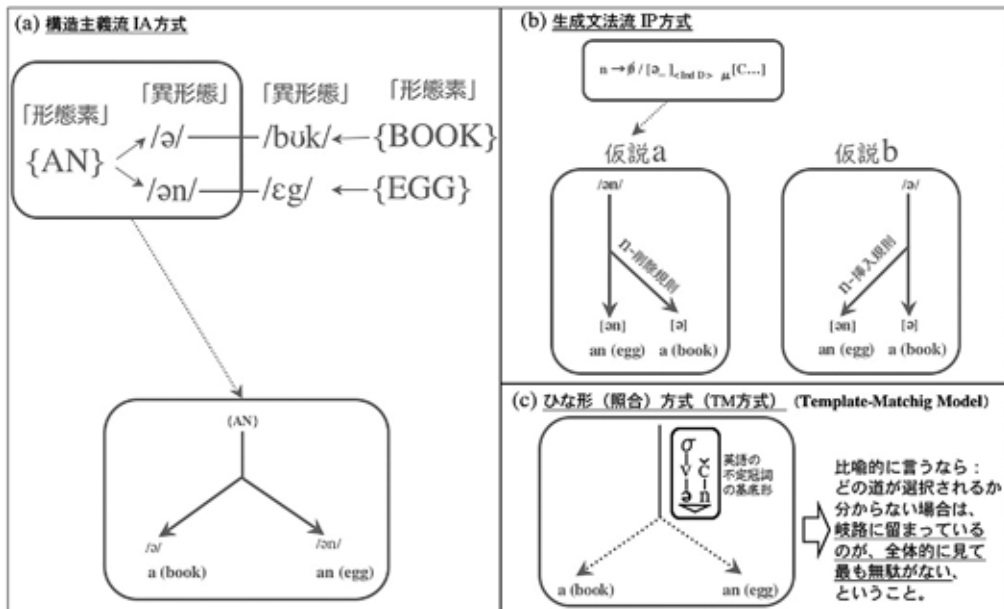 (a) 構造主義流 IA方式
「異形態」 「異形態」 「形態素」
「形態素」
/ə/ /bʊk/ {BOOK}
{AN}
/ən/ /ɛg/ {EGG}
{AN}
/ə/ /ən/
a (book) an (egg)
(b) 生成文法流 IP方式
n→∅/[ə_]<Ind D> μ[C...]
仮説a 仮説b
/ən/ /ə/
n-削除規則 n-挿入規則
[ən] [ə] [ən] [ə]
an (egg) a (book) an (egg) a (book)
(c) ひな形（照合）方式（TM方式） (Template-Matchig Model)
σ
v č
ə n
英語の
不定冠詞
の基底形
a (book) an (egg)
比喩的に言うなら：
どの道が選択されるか
分からない場合は、
岐路に留まっている
のが、全体的に見て
最も無駄がない、
ということ。